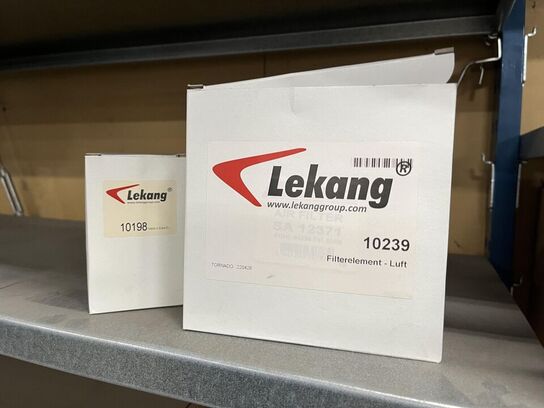 Lekang®
10198
Lekang®
www.lekanggroup.com
AIR FILTER
SA 12371
10239
Filterelement - Luft
TORNADO